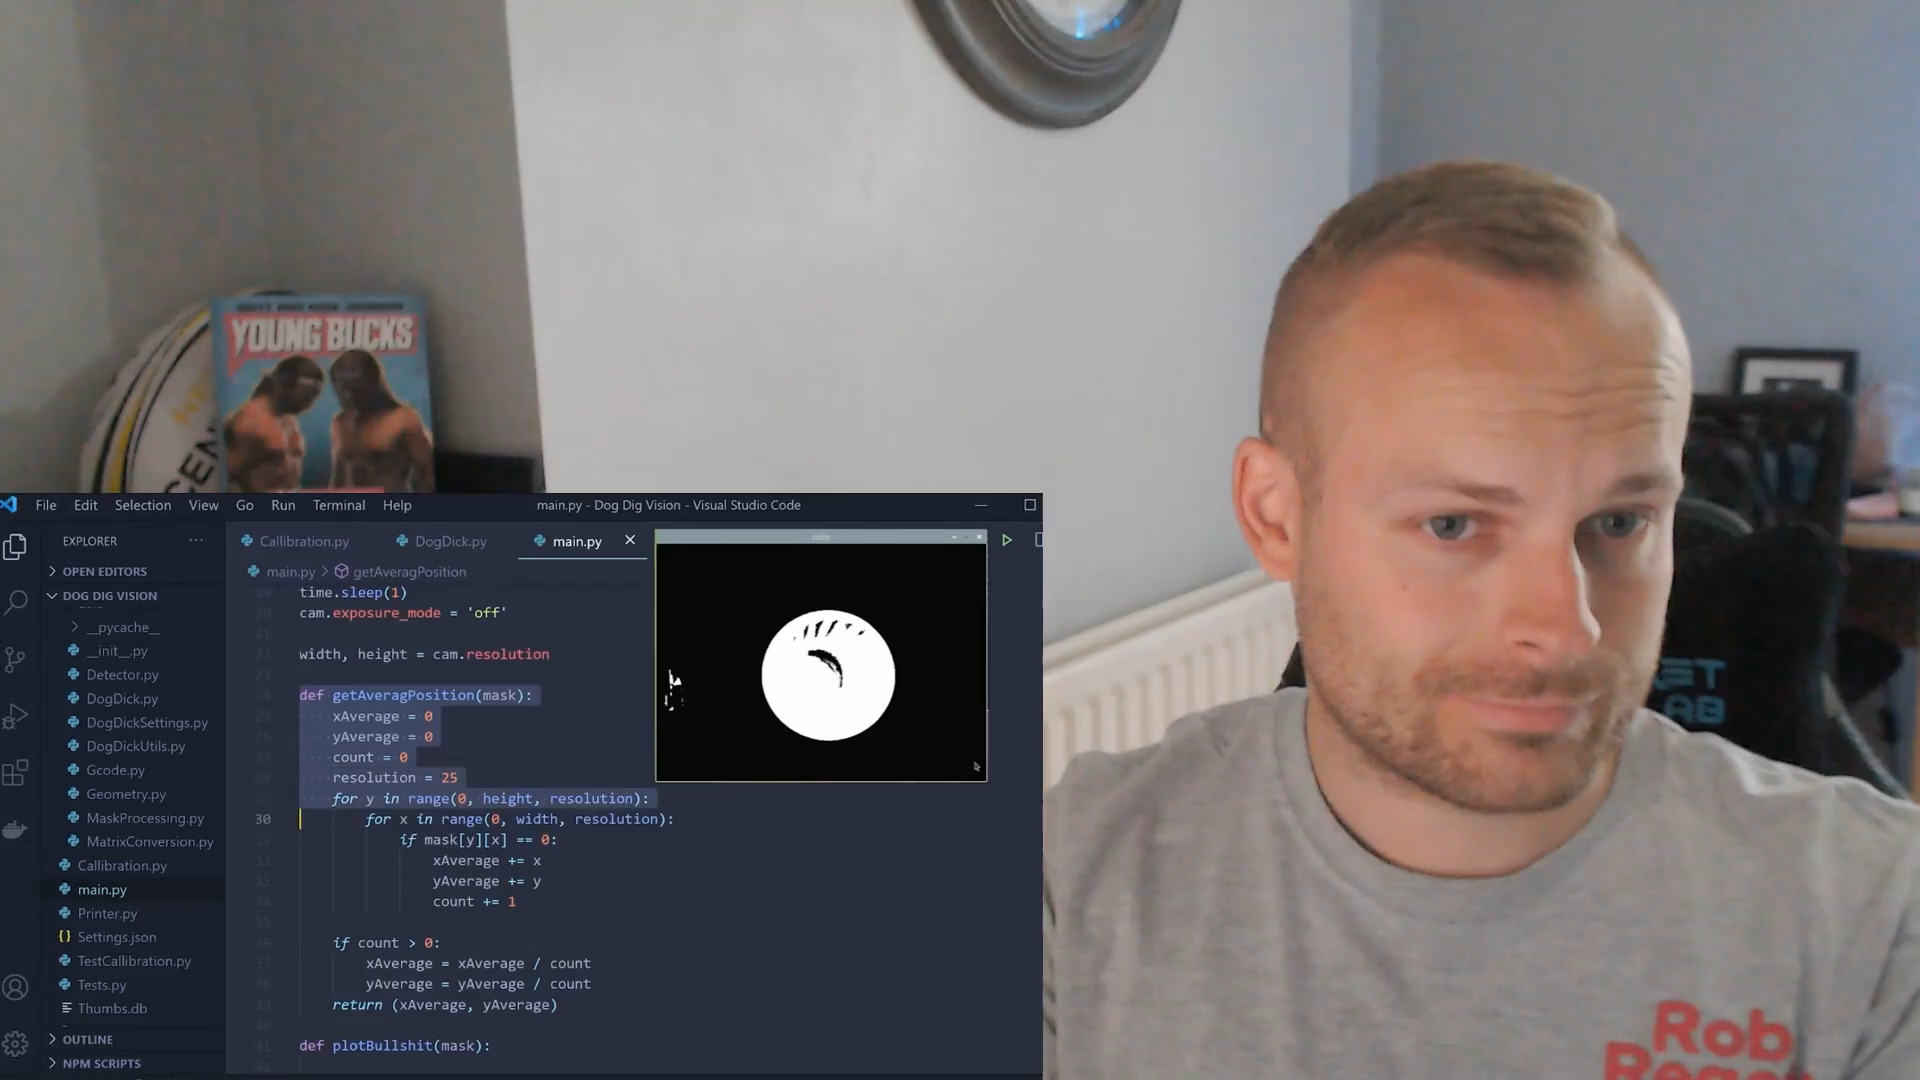 YOUNG BUCKS
GEN
File Edit Selection View Go Run Terminal Help
main.py - Dog Dig Vision - Visual Studio Code
EXPLORER
OPEN EDITORS
DOG DIG VISION
__pycache__
__init__.py
Detector.py
DogDick.py
DogDickSettings.py
DogDickUtils.py
Gcode.py
Geometry.py
MaskProcessing.py
MatrixConversion.py
Callibration.py
main.py
Printer.py
Settings.json
TestCallibration.py
Tests.py
Thumbs.db
OUTLINE
NPM SCRIPTS
Callibration.py DogDick.py main.py
main.py > getAveragPosition
time.sleep(1)
cam.exposure_mode = 'off'
width, height = cam.resolution
def getAveragPosition(mask):
xAverage = 0
yAverage = 0
count = 0
resolution = 25
for y in range(0, height, resolution):
30 for x in range(0, width, resolution):
if mask[y][x] == 0:
xAverage += x
yAverage += y
count += 1
if count > 0:
xAverage = xAverage / count
yAverage = yAverage / count
return (xAverage, yAverage)
def plotBullshit(mask):
color
Rob